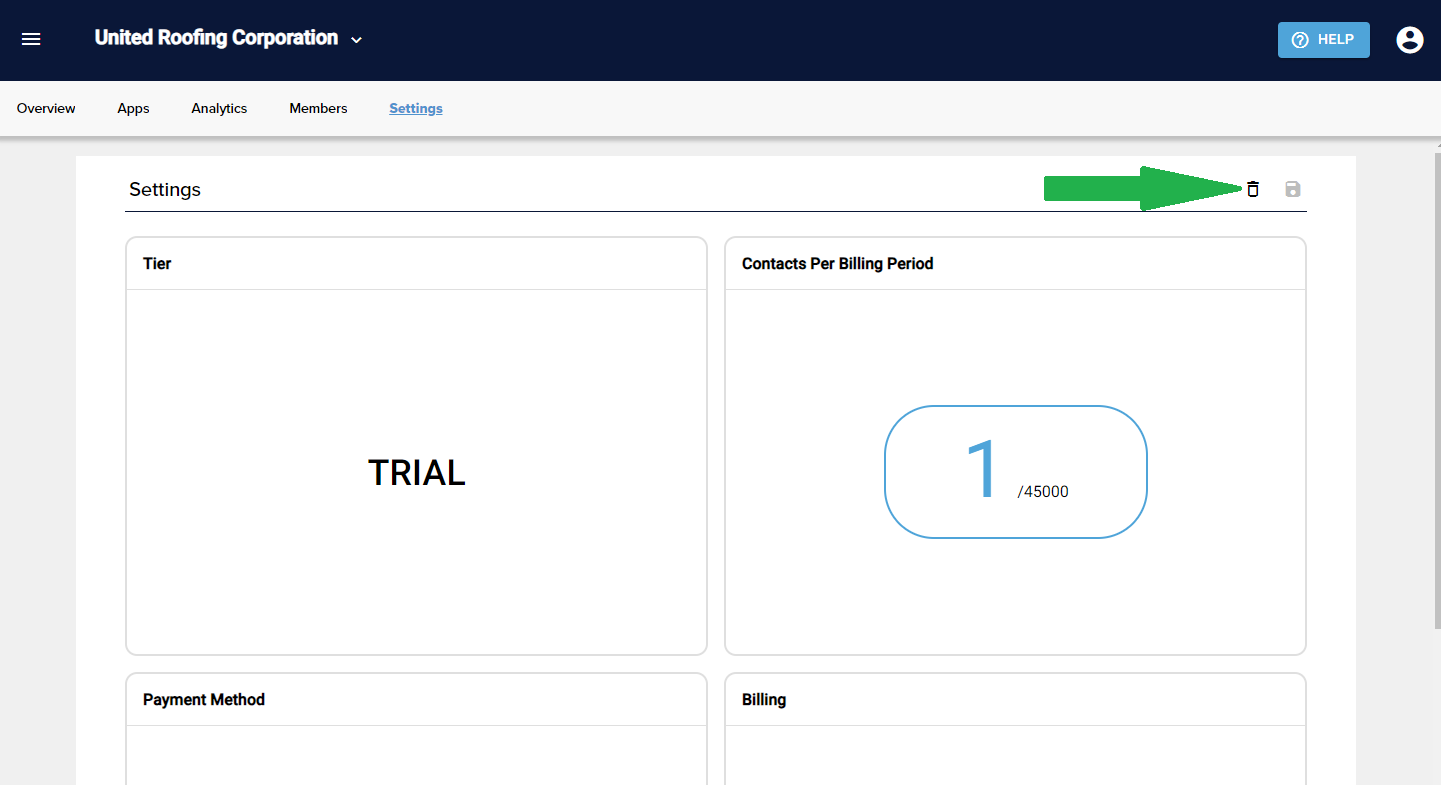 United Roofing Corporation
HELP
Overview
Apps
Analytics
Members
Settings
Settings
Tier
Contacts Per Billing Period
TRIAL
1 /45000
Payment Method
Billing